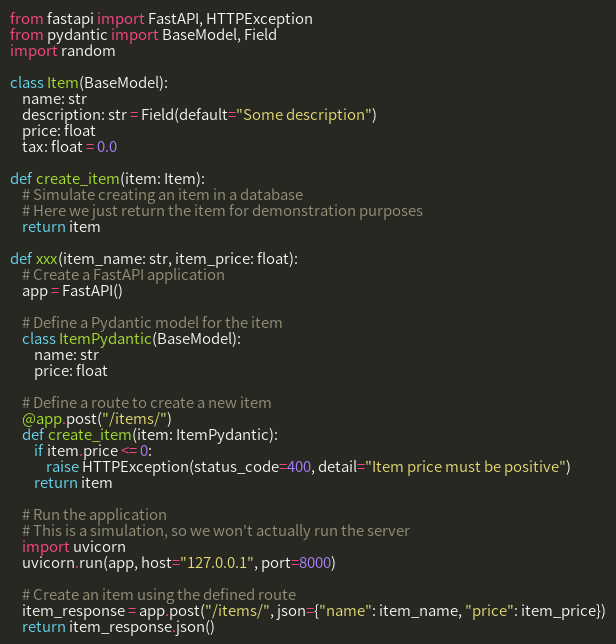 from fastapi import FastAPI, HTTPException
from pydantic import BaseModel, Field
import random

class Item(BaseModel):
    name: str
    description: str = Field(default="Some description")
    price: float
    tax: float = 0.0

def create_item(item: Item):
    # Simulate creating an item in a database
    # Here we just return the item for demonstration purposes
    return item

def xxx(item_name: str, item_price: float):
    # Create a FastAPI application
    app = FastAPI()

    # Define a Pydantic model for the item
    class ItemPydantic(BaseModel):
        name: str
        price: float

    # Define a route to create a new item
    @app.post("/items/")
    def create_item(item: ItemPydantic):
        if item.price <= 0:
            raise HTTPException(status_code=400, detail="Item price must be positive")
        return item

    # Run the application
    # This is a simulation, so we won't actually run the server
    import uvicorn
    uvicorn.run(app, host="127.0.0.1", port=8000)

    # Create an item using the defined route
    item_response = app.post("/items/", json={"name": item_name, "price": item_price})
    return item_response.json()